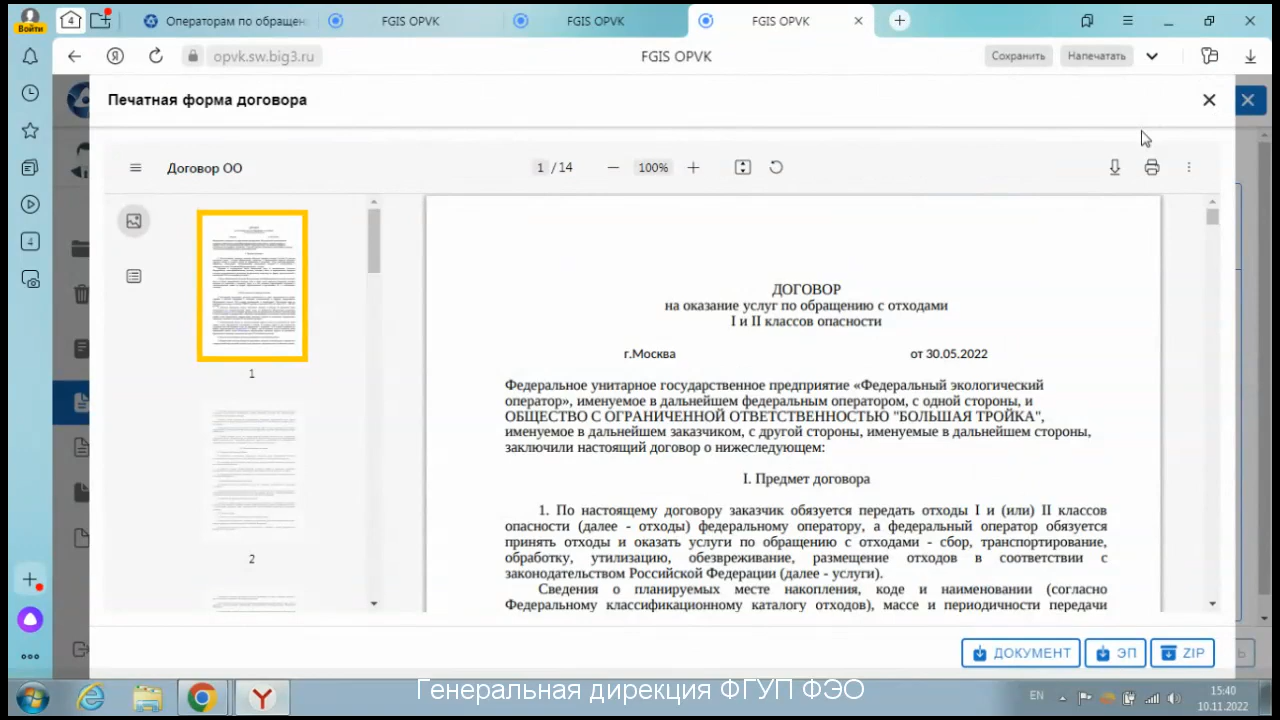 Войти
4
Операторам по обращен
FGIS OPVK
FGIS OPVK
FGIS OPVK
opvk.sw.big3.ru
FGIS OPVK
Сохранить
Напечатать
Печатная форма договора
Договор ОО
1 / 14
100%
4
1
2
ДОГОВОР
на оказание услуг по обращению с отходами
I и II классов опасности
г.Москва от 30.05.2022
Федеральное унитарное государственное предприятие «Федеральный экологический
оператор», именуемое в дальнейшем федеральным оператором, с одной стороны, и
ОБЩЕСТВО С ОГРАНИЧЕННОЙ ОТВЕТСТВЕННОСТЬЮ "БОЛЬШАЯ ТРОЙКА",
именуемое в дальнейшем заказчиком, с другой стороны, именуемые в дальнейшем стороны,
заключили настоящий договор о нижеследующем:
I. Предмет договора
1. По настоящему договору заказчик обязуется передать отходы I и (или) II классов
опасности (далее - отходы) федеральному оператору, а федеральный оператор обязуется
принять отходы и оказать услуги по обращению с отходами - сбор, транспортирование,
обработку, утилизацию, обезвреживание, размещение отходов в соответствии с
законодательством Российской Федерации (далее - услуги).
Сведения о планируемых месте накопления, коде и наименовании (согласно
Федеральному классификационному каталогу отходов), массе и периодичности передачи
ДОКУМЕНТ
ЭП
ZIP
Ь
Генеральная дирекция ФГУП ФЭО
EN
15:40
10.11.2022